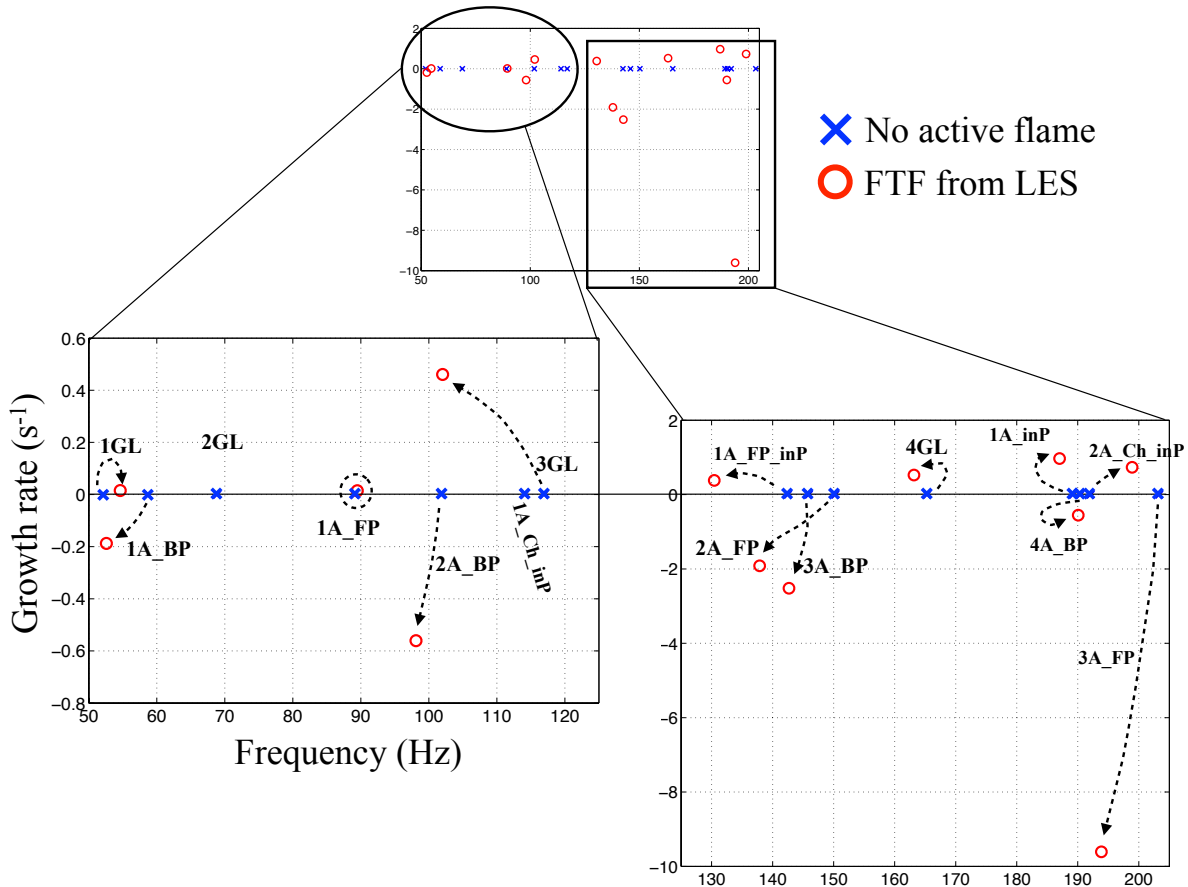 2
0
−2
−4
−6
−8
−10
50
100
150
200
No active flame
FTF from LES
0.6
0.4
0.2
0
−0.2
−0.4
−0.6
−0.8
50
60
70
80
90
100
110
120
Growth rate (s-1)
Frequency (Hz)
1GL
2GL
3GL
1A_BP
1A_FP
2A_BP
1A_Ch_inP
2
0
−2
−4
−6
−8
−10
130
140
150
160
170
180
190
200
1A_FP_inP
4GL
1A_inP
2A_Ch_inP
2A_FP
3A_BP
4A_BP
3A_FP